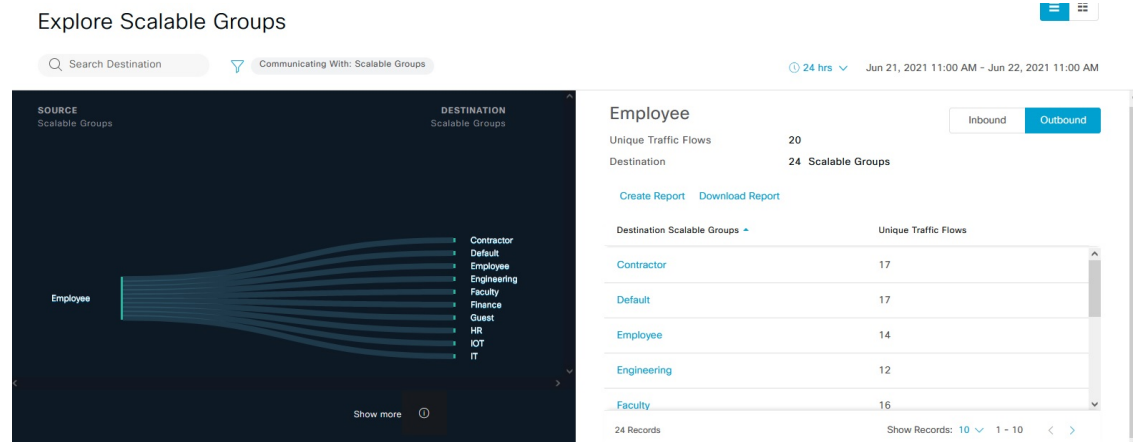 Explore Scalable Groups
Search Destination
Communicating With: Scalable Groups
24 hrs
Jun 21, 2021 11:00 AM - Jun 22, 2021 11:00 AM
SOURCE
Scalable Groups
DESTINATION
Scalable Groups
Employee
Contractor
Default
Employee
Engineering
Faculty
Finance
Guest
HR
IOT
IT
Show more
Employee
Inbound
Outbound
Unique Traffic Flows 20
Destination 24 Scalable Groups
Create Report Download Report
Destination Scalable Groups Unique Traffic Flows
Contractor 17
Default 17
Employee 14
Engineering 12
Faculty 16
24 Records
Show Records: 10 1 - 10